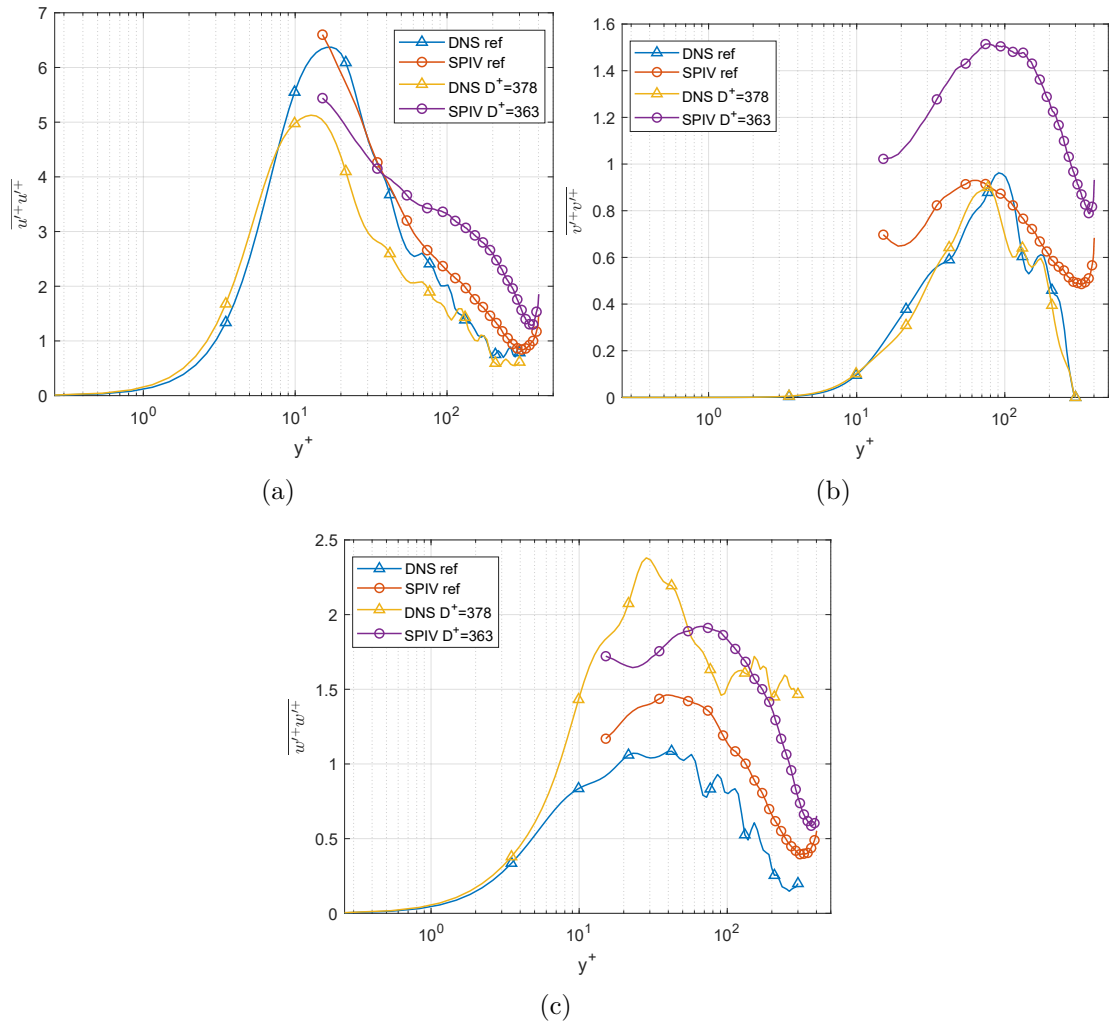 7
6
5
4
3
2
1
0
u'⁺u'⁺
DNS ref
SPIV ref
DNS D⁺=378
SPIV D⁺=363
10⁰
10¹
10²
y⁺
(a)
1.6
1.4
1.2
1
0.8
0.6
0.4
0.2
0
v'⁺v'⁺
DNS ref
SPIV ref
DNS D⁺=378
SPIV D⁺=363
10⁰
10¹
10²
y⁺
(b)
2.5
2
1.5
1
0.5
0
w'⁺w'⁺
DNS ref
SPIV ref
DNS D⁺=378
SPIV D⁺=363
10⁰
10¹
10²
y⁺
(c)